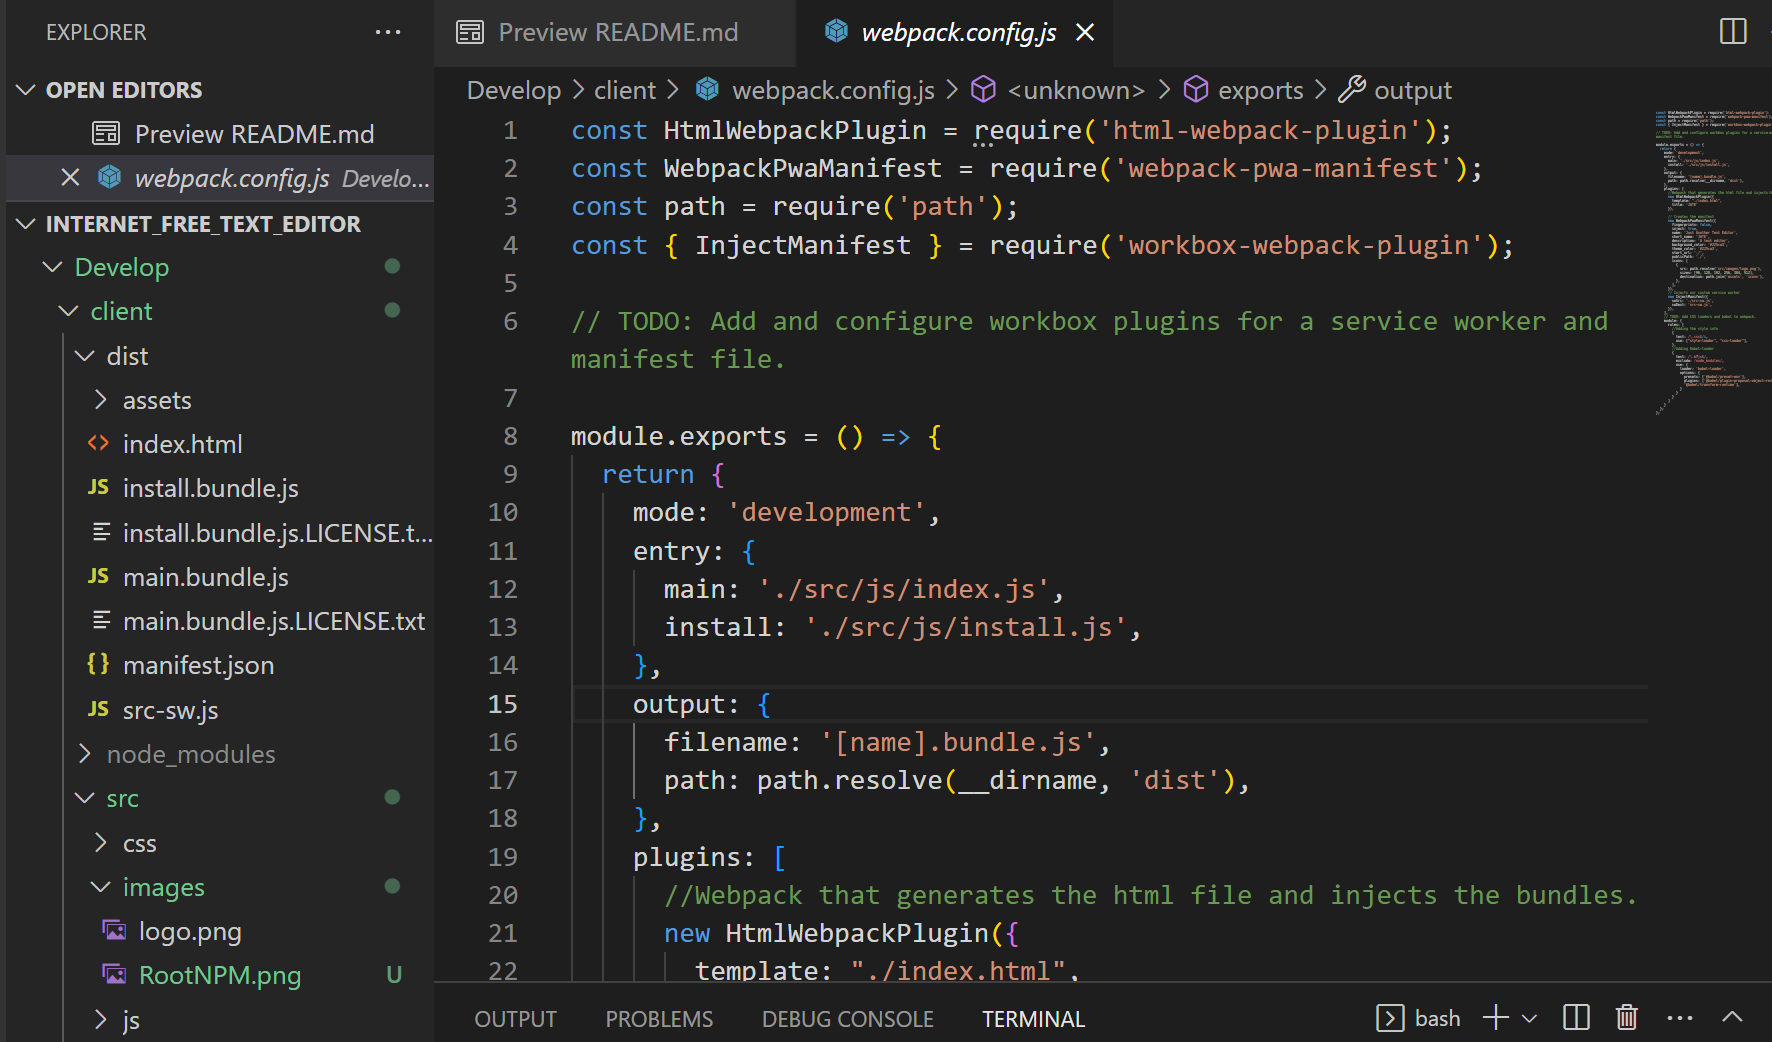 EXPLORER
OPEN EDITORS
Preview README.md
webpack.config.js Develo...
INTERNET_FREE_TEXT_EDITOR
Develop
client
dist
assets
index.html
install.bundle.js
install.bundle.js.LICENSE.t...
main.bundle.js
main.bundle.js.LICENSE.txt
manifest.json
src-sw.js
node_modules
src
css
images
logo.png
RootNPM.png U
js
Preview README.md
webpack.config.js
Develop > client > webpack.config.js > <unknown> > exports > output
1 const HtmlWebpackPlugin = require('html-webpack-plugin');
2 const WebpackPwaManifest = require('webpack-pwa-manifest');
3 const path = require('path');
4 const { InjectManifest } = require('workbox-webpack-plugin');
5
6 // TODO: Add and configure workbox plugins for a service worker and
manifest file.
7
8 module.exports = () => {
9 return {
10 mode: 'development',
11 entry: {
12 main: './src/js/index.js',
13 install: './src/js/install.js',
14 },
15 output: {
16 filename: '[name].bundle.js',
17 path: path.resolve(__dirname, 'dist'),
18 },
19 plugins: [
20 //Webpack that generates the html file and injects the bundles.
21 new HtmlWebpackPlugin({
22 template: "./index.html",
OUTPUT PROBLEMS DEBUG CONSOLE TERMINAL
bash